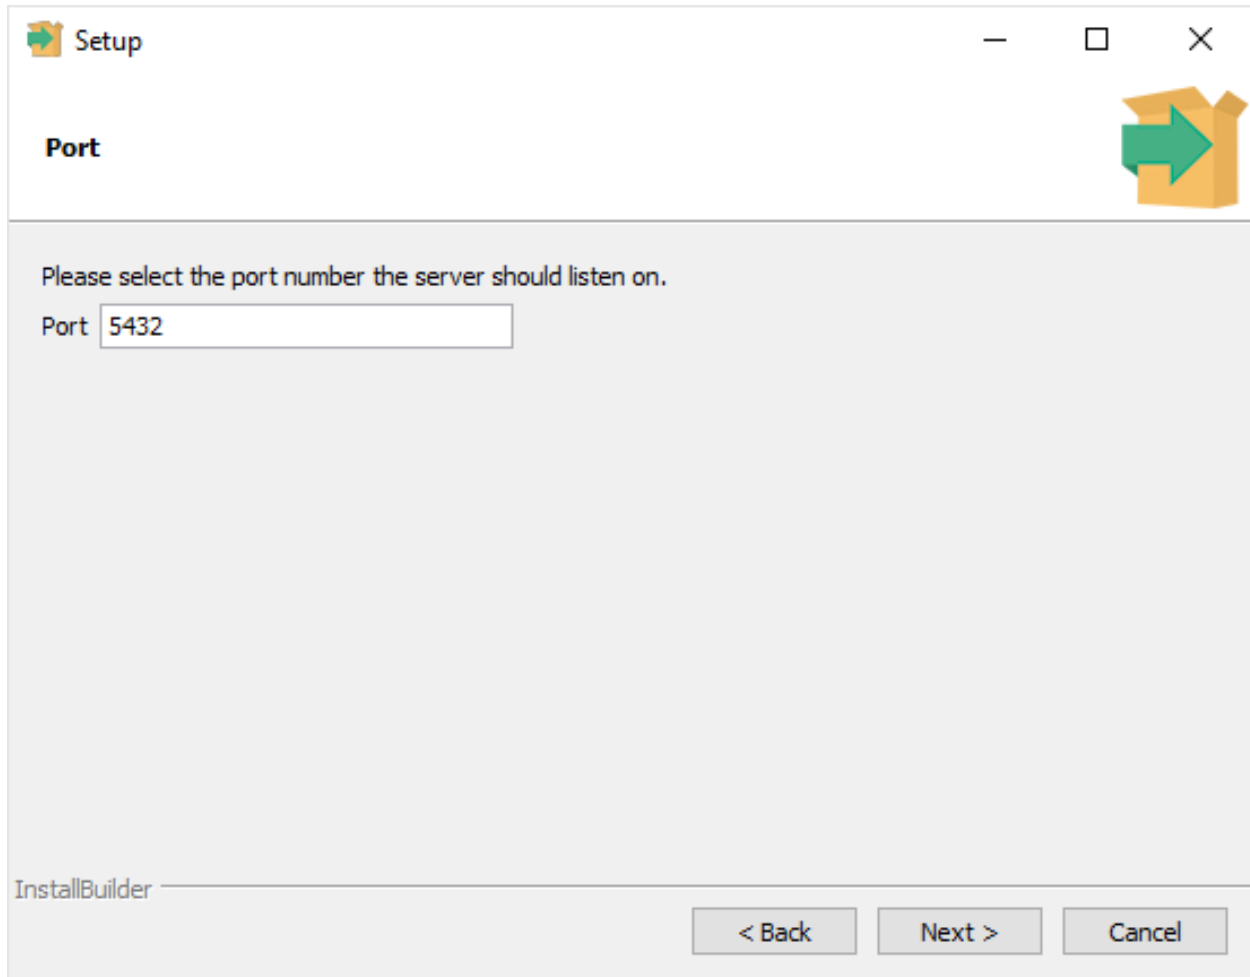 Setup
Port
Please select the port number the server should listen on.
Port 5432
InstallBuilder
< Back Next > Cancel